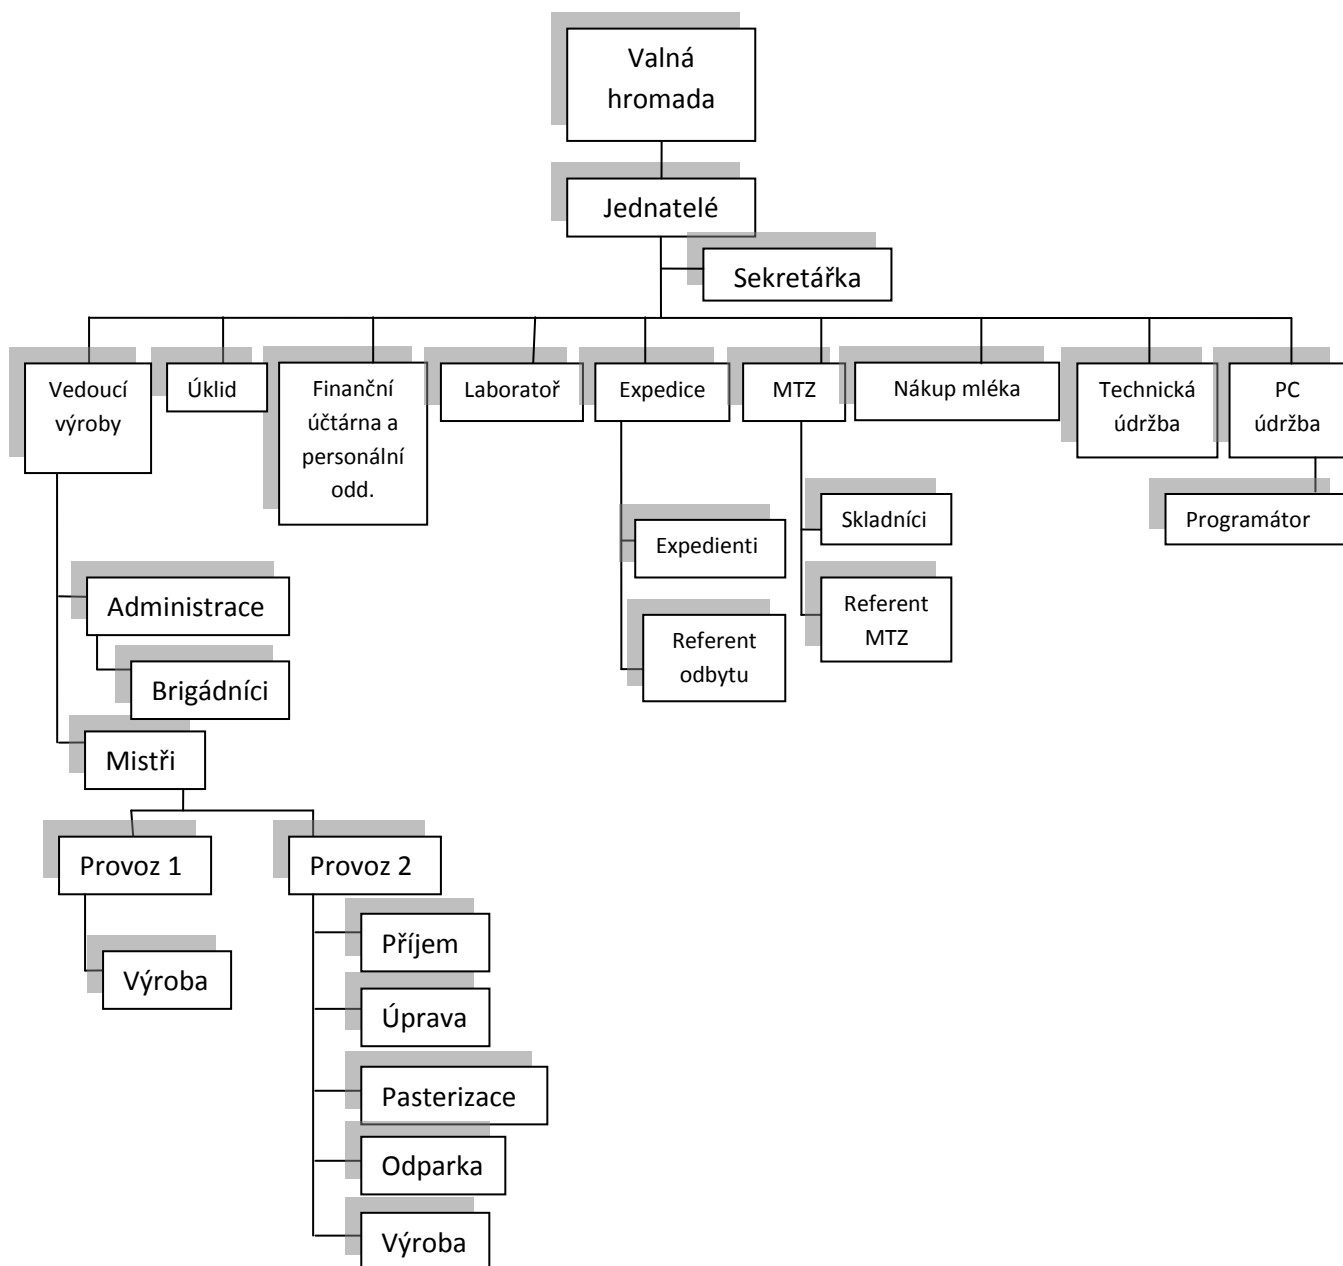 Valná
hromada
Jednatelé
Sekretářka
Vedoucí
výroby
Úklid
Finanční
účtárna a
personální
odd.
Laboratoř
Expedice
MTZ
Nákup mléka
Technická
údržba
PC
údržba
Expedienti
Referent
odbytu
Skladníci
Referent
MTZ
Programátor
Administrace
Brigádníci
Mistři
Provoz 1
Provoz 2
Výroba
Příjem
Úprava
Pasterizace
Odparka
Výroba